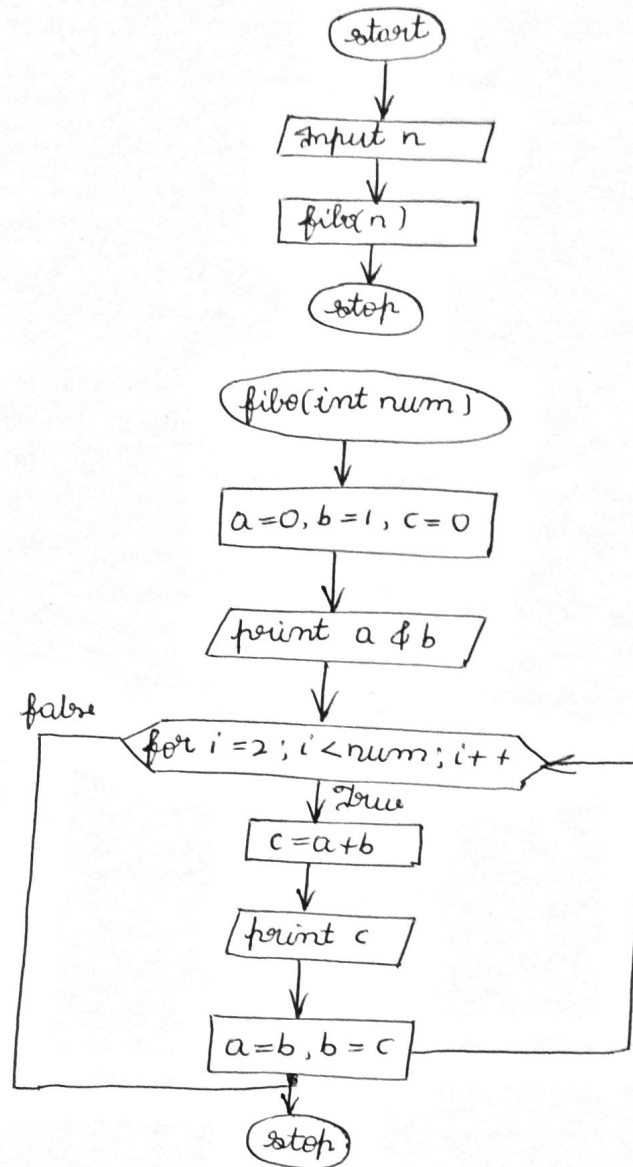 start
Input n
fibo(n)
stop
fibo(int num)
a=0, b=1, c=0
print a & b
false
for i=2; i<num; i++
True
c=a+b
print c
a=b, b=c
stop